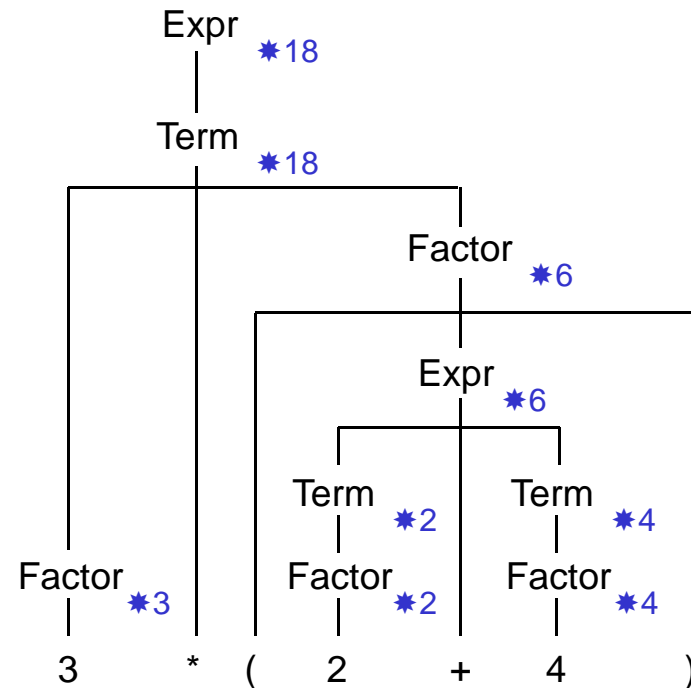 Expr
✷18
Term
✷18
Factor
✷6
Expr
✷6
Term Term
✷2 ✷4
Factor Factor Factor
✷3 ✷2 ✷4
3 * ( 2 + 4 )